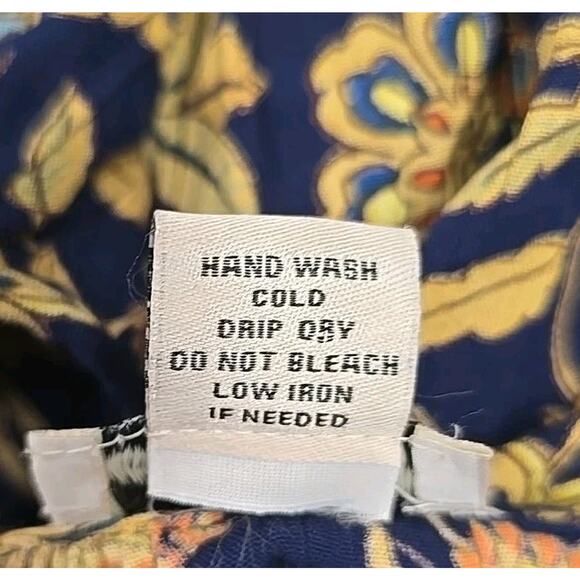 HAND WASH
COLD
DRIP DRY
DO NOT BLEACH
LOW IRON
IF NEEDED